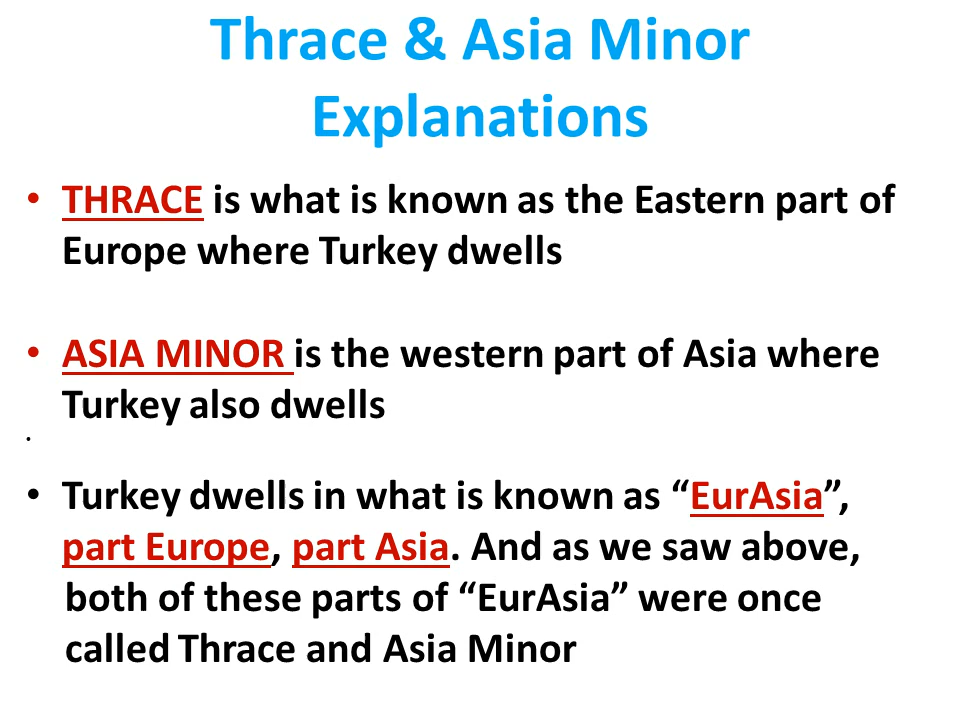 Thrace & Asia Minor
Explanations
• THRACE is what is known as the Eastern part of
Europe where Turkey dwells
• ASIA MINOR is the western part of Asia where
Turkey also dwells
•
• Turkey dwells in what is known as “EurAsia”,
part Europe, part Asia. And as we saw above,
both of these parts of “EurAsia” were once
called Thrace and Asia Minor